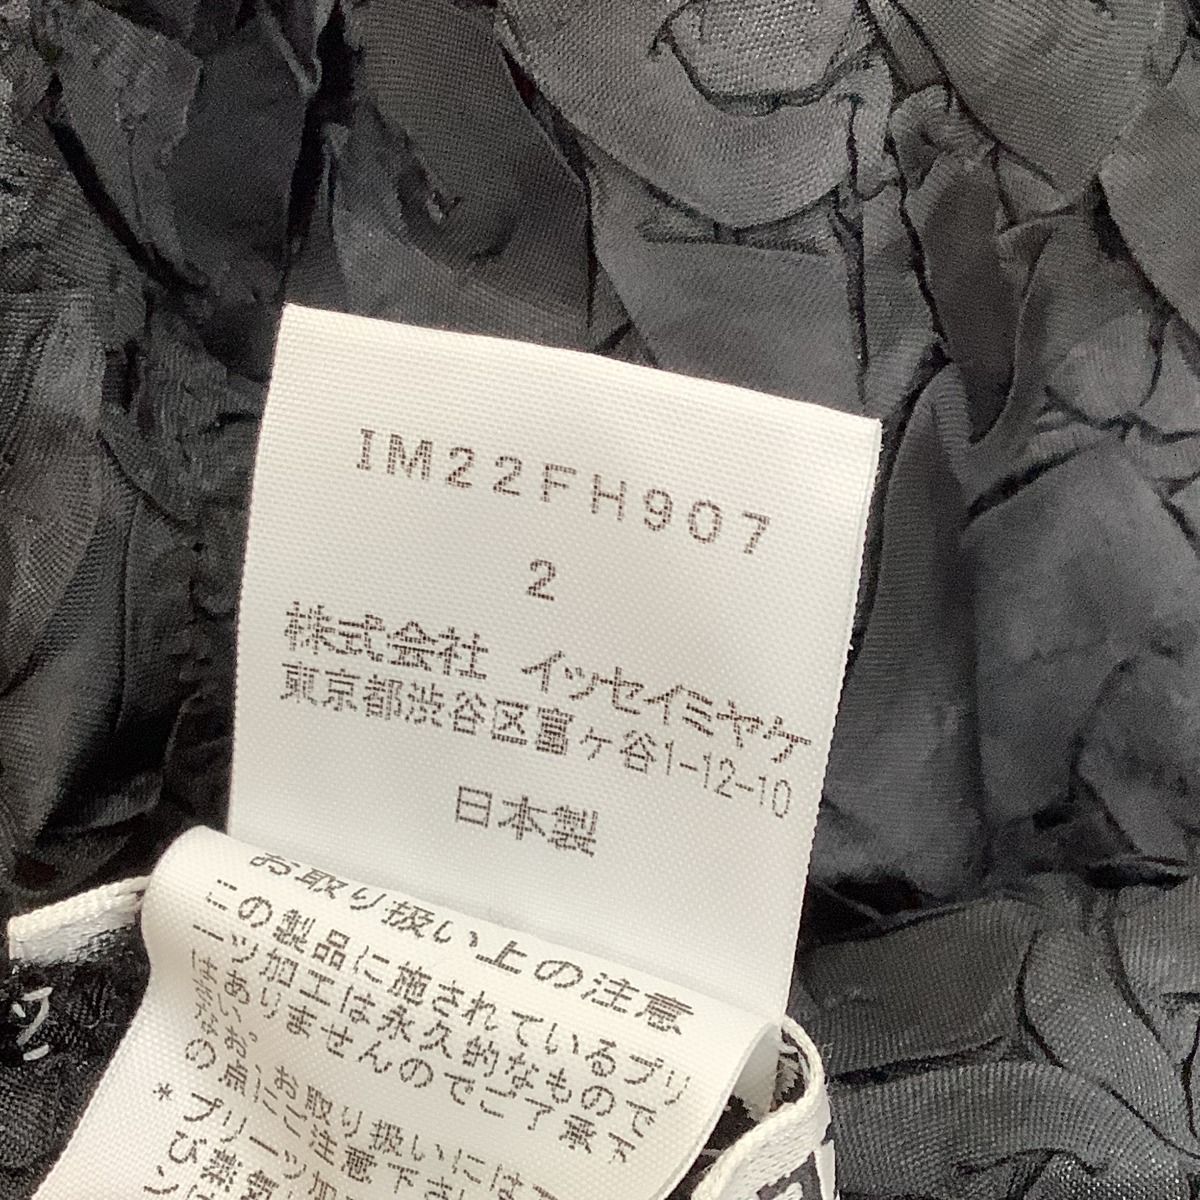 IM22FH907
2
株式会社 イッセイミヤケ
東京都渋谷区富ヶ谷1-12-10
日本製
お取り扱い上の注意
この製品に施されているプリ
ーツ加工は永久的なもので
はありませんのでご了承下
さい。お取り扱いには
の点にご注意下さ
*プリーツ加
び蒸気